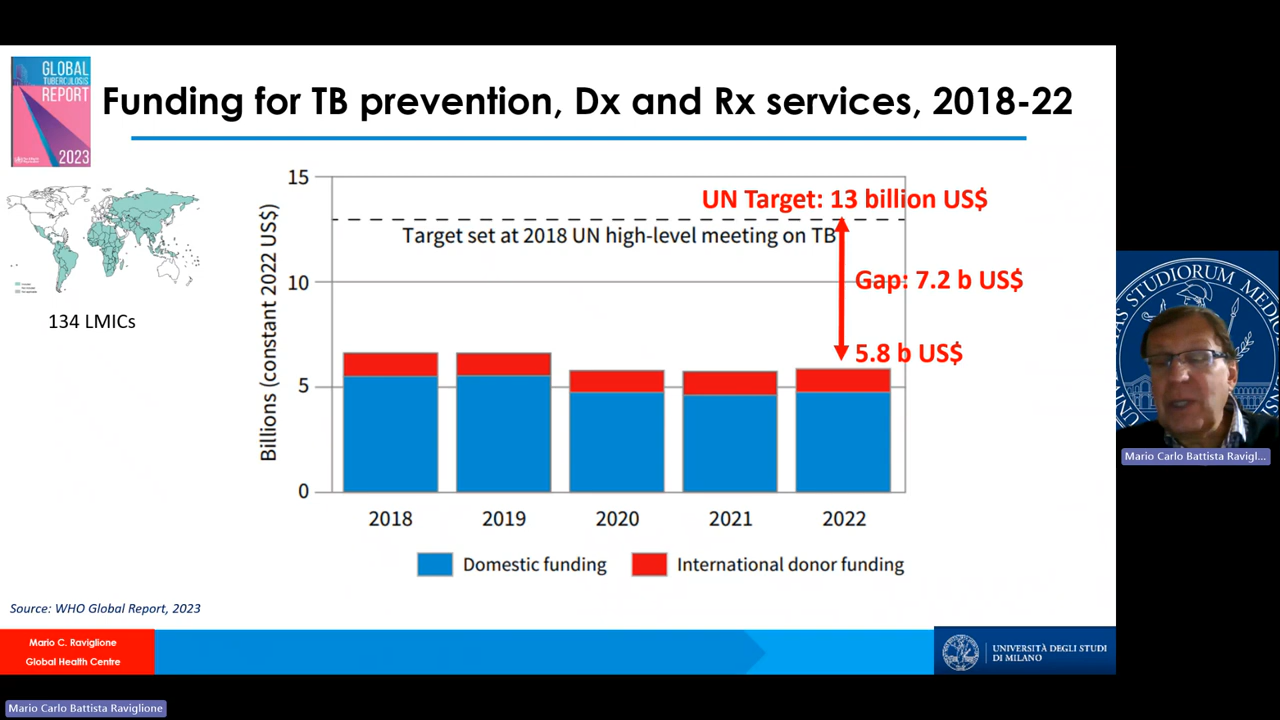 GLOBAL
TUBERCULOSIS
REPORT
2023
Funding for TB prevention, Dx and Rx services, 2018-22
134 LMICs
Billions (constant 2022 US$)
15
10
5
0
UN Target: 13 billion US$
Target set at 2018 UN high-level meeting on TB
Gap: 7.2 b US$
5.8 b US$
2018 2019 2020 2021 2022
Domestic funding International donor funding
Source: WHO Global Report, 2023
Mario C. Raviglione
Global Health Centre
UNIVERSITÀ DEGLI STUDI
DI MILANO
STUDIORUM
Mario Carlo Battista Ravigl...
Mario Carlo Battista Raviglione